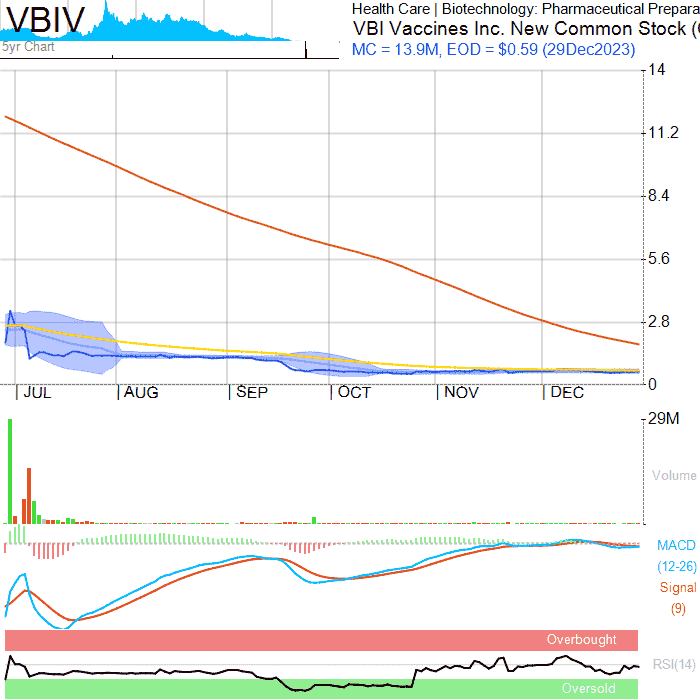 VBIV
5yr Chart
Health Care | Biotechnology: Pharmaceutical Prepara
VBI Vaccines Inc. New Common Stock (
MC = 13.9M, EOD = $0.59 (29Dec2023)
14
11.2
8.4
5.6
2.8
0
JUL AUG SEP OCT NOV DEC
29M
Volume
MACD
(12-26)
Signal
(9)
Overbought
RSI(14)
Oversold